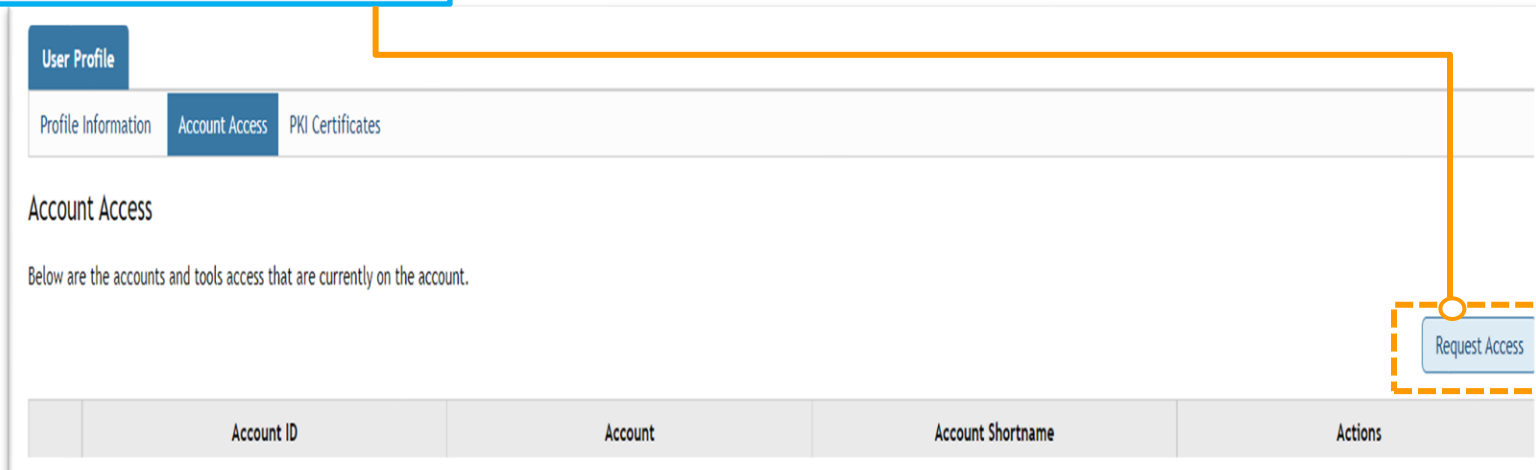 User Profile
Profile Information Account Access PKI Certificates
Account Access
Below are the accounts and tools access that are currently on the account.
Request Access
Account ID Account Account Shortname Actions